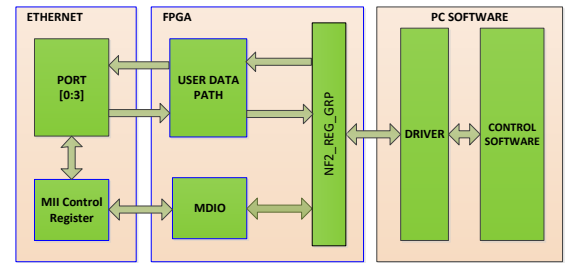 ETHERNET
FPGA
PC SOFTWARE
PORT
[0:3]
USER DATA
PATH
NF2_REG_GRP
DRIVER
CONTROL
SOFTWARE
MII Control
Register
MDIO